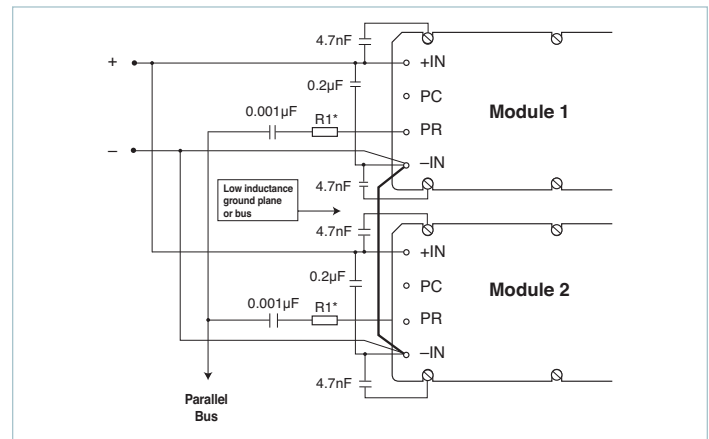 4.7nF
+
+IN
0.2µF
PC
Module 1
0.001µF
R1*
PR
–
–IN
4.7nF
Low inductance
ground plane
or bus
4.7nF
+IN
0.2µF
PC
Module 2
0.001µF
R1*
PR
–IN
4.7nF
Parallel
Bus